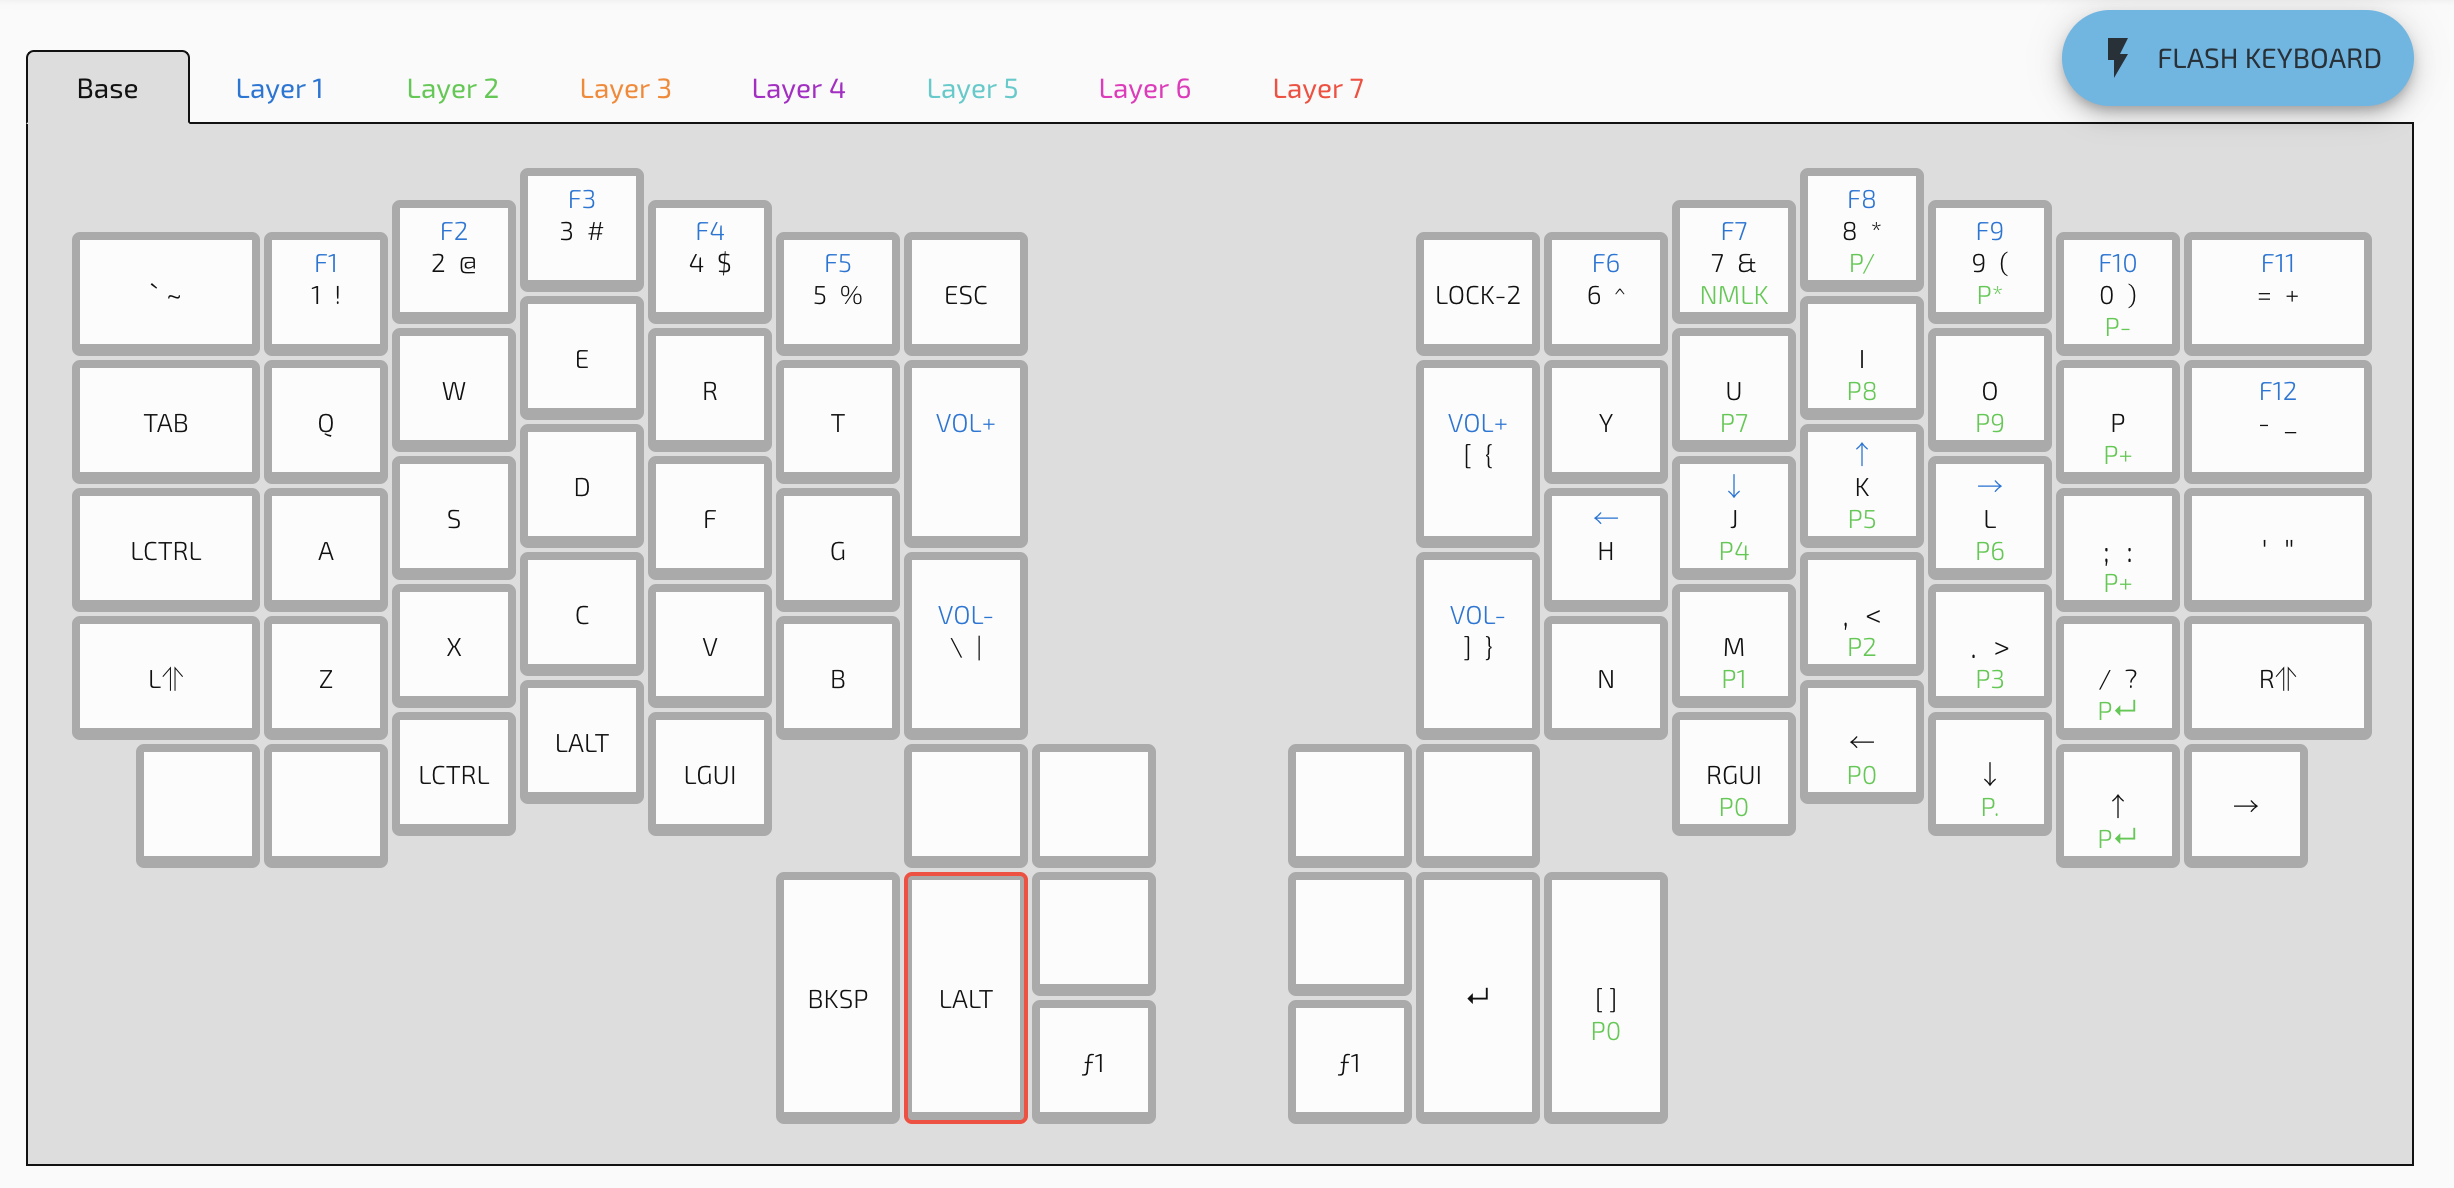 FLASH KEYBOARD
Base Layer 1 Layer 2 Layer 3 Layer 4 Layer 5 Layer 6 Layer 7
` ~
F1
1 !
F2
2 @
F3
3 #
F4
4 $
F5
5 %
ESC
TAB
Q
W
E
R
T
VOL+
LCTRL
A
S
D
F
G
VOL-
\ |
L⇑
Z
X
C
V
B
LCTRL
LALT
LGUI
BKSP
LALT
ƒ1
LOCK-2
F6
6 ^
F7
7 &
NMLK
F8
8 *
P/
F9
9 (
P*
F10
0 )
P-
F11
= +
VOL+
[ {
Y
U
P7
I
P8
O
P9
P
P+
F12
- _
←
H
↓
J
P4
↑
K
P5
→
L
P6
; :
P+
' "
VOL-
] }
N
M
P1
, <
P2
. >
P3
/ ?
P↵
R⇑
RGUI
P0
←
P0
↓
P.
↑
P↵
→
ƒ1
↵
[ ]
P0